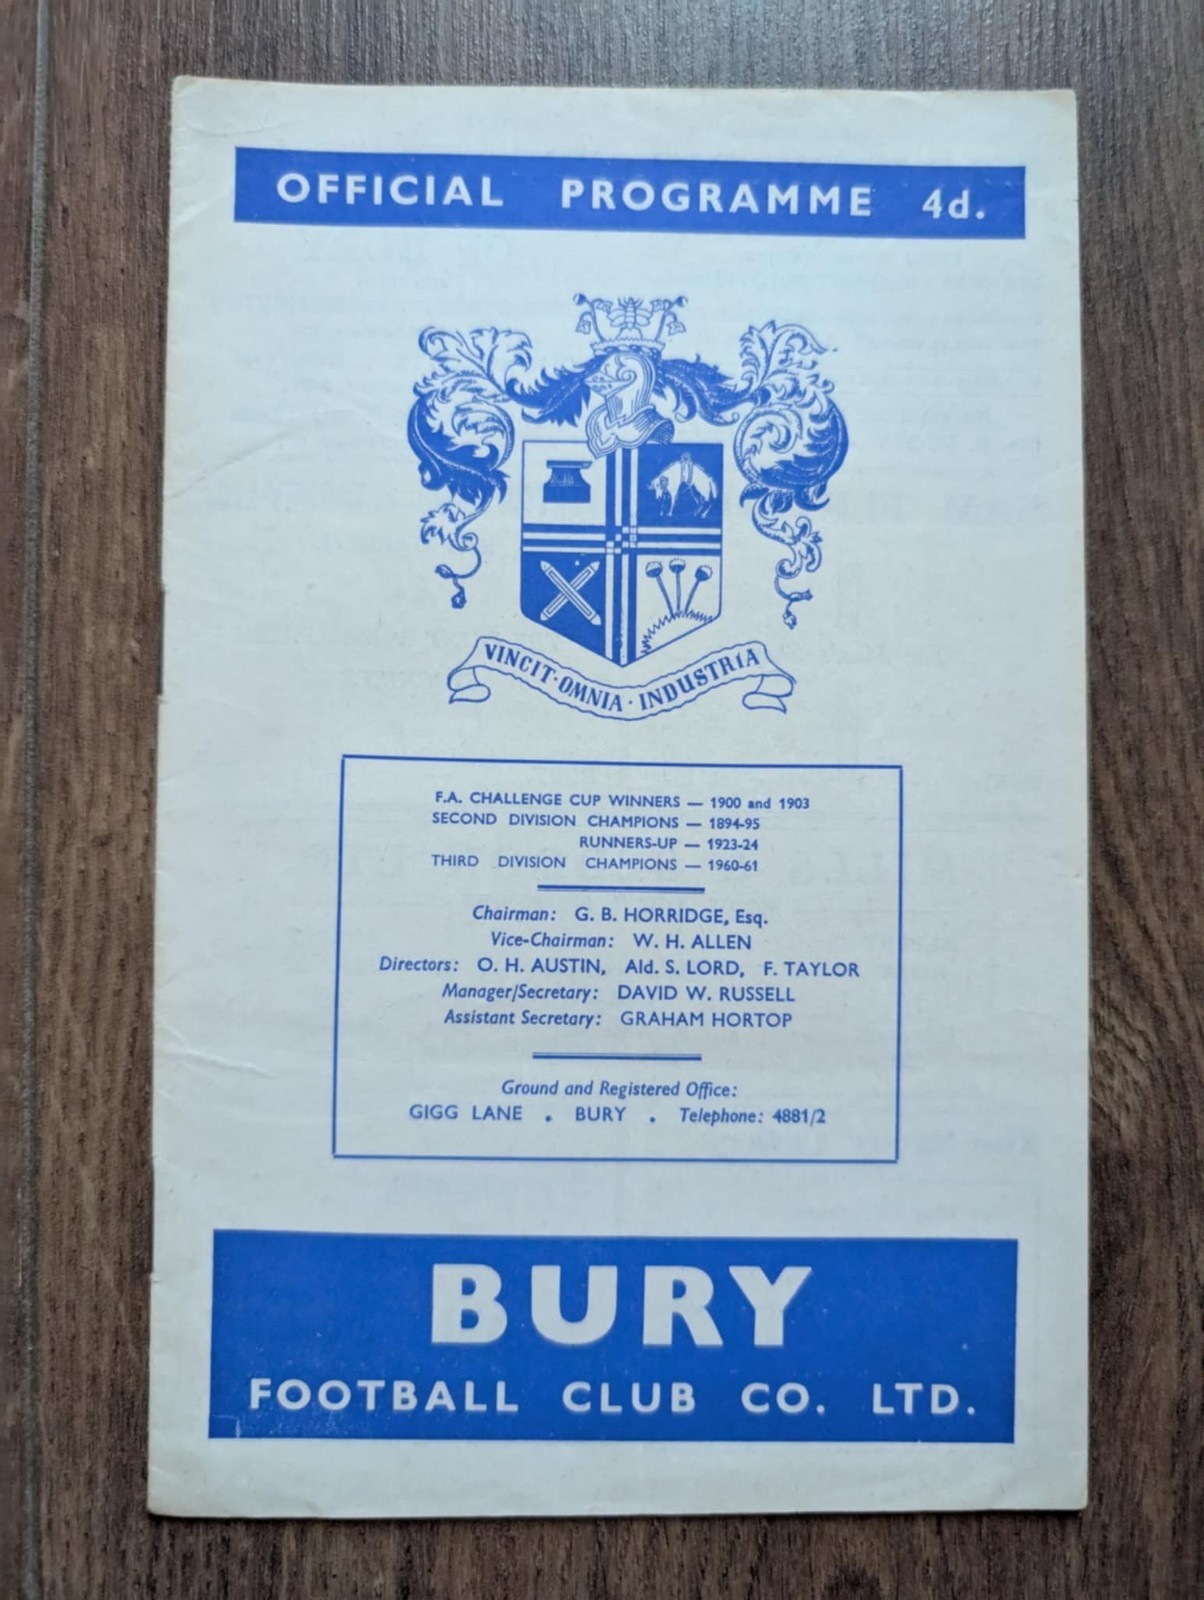 OFFICIAL PROGRAMME 4d.
VINCIT · OMNIA · INDUSTRIA
F.A. CHALLENGE CUP WINNERS — 1900 and 1903
SECOND DIVISION CHAMPIONS — 1894-95
RUNNERS-UP — 1923-24
THIRD DIVISION CHAMPIONS — 1960-61
Chairman: G. B. HORRIDGE, Esq.
Vice-Chairman: W. H. ALLEN
Directors: O. H. AUSTIN, Ald. S. LORD, F. TAYLOR
Manager/Secretary: DAVID W. RUSSELL
Assistant Secretary: GRAHAM HORTOP
Ground and Registered Office:
GIGG LANE . BURY . Telephone: 4881/2
BURY
FOOTBALL CLUB CO. LTD.